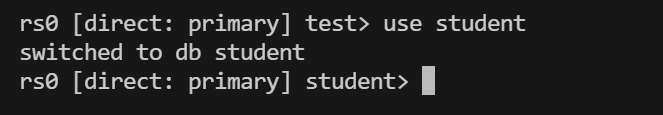 rs0 [direct: primary] test> use student
switched to db student
rs0 [direct: primary] student>